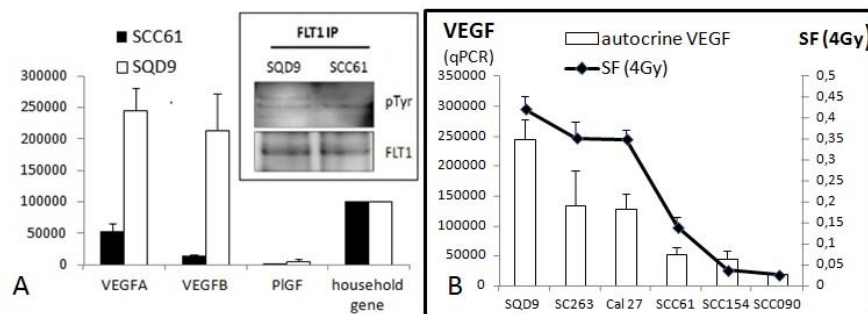 SCC61
SQD9
300000
250000
200000
150000
100000
50000
0
VEGFA VEGFB PlGF household
gene
A
FLT1 IP
SQD9 SCC61
pTyr
FLT1
VEGF
(qPCR)
autocrine VEGF
SF (4Gy)
SF (4Gy)
350000
300000
250000
200000
150000
100000
50000
0
0,5
0,45
0,4
0,35
0,3
0,25
0,2
0,15
0,1
0,05
0
B
SQD9 SC263 Cal 27 SCC61 SCC154 SCC090